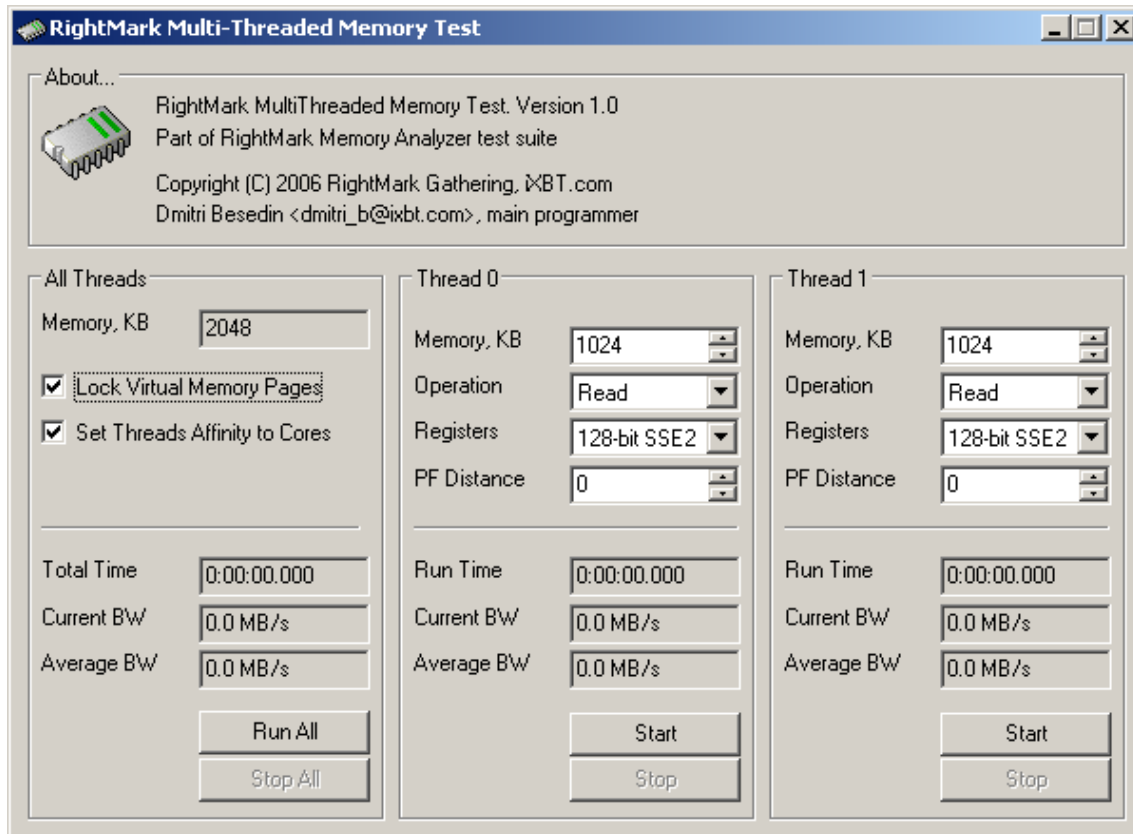 RightMark Multi-Threaded Memory Test
About...
RightMark MultiThreaded Memory Test. Version 1.0
Part of RightMark Memory Analyzer test suite
Copyright (C) 2006 RightMark Gathering, iXBT.com
Dmitri Besedin <dmitri_b@ixbt.com>, main programmer
All Threads
Memory, KB 2048
Lock Virtual Memory Pages
Set Threads Affinity to Cores
Total Time 0:00:00.000
Current BW 0.0 MB/s
Average BW 0.0 MB/s
Run All
Stop All
Thread 0
Memory, KB 1024
Operation Read
Registers 128-bit SSE2
PF Distance 0
Run Time 0:00:00.000
Current BW 0.0 MB/s
Average BW 0.0 MB/s
Start
Stop
Thread 1
Memory, KB 1024
Operation Read
Registers 128-bit SSE2
PF Distance 0
Run Time 0:00:00.000
Current BW 0.0 MB/s
Average BW 0.0 MB/s
Start
Stop